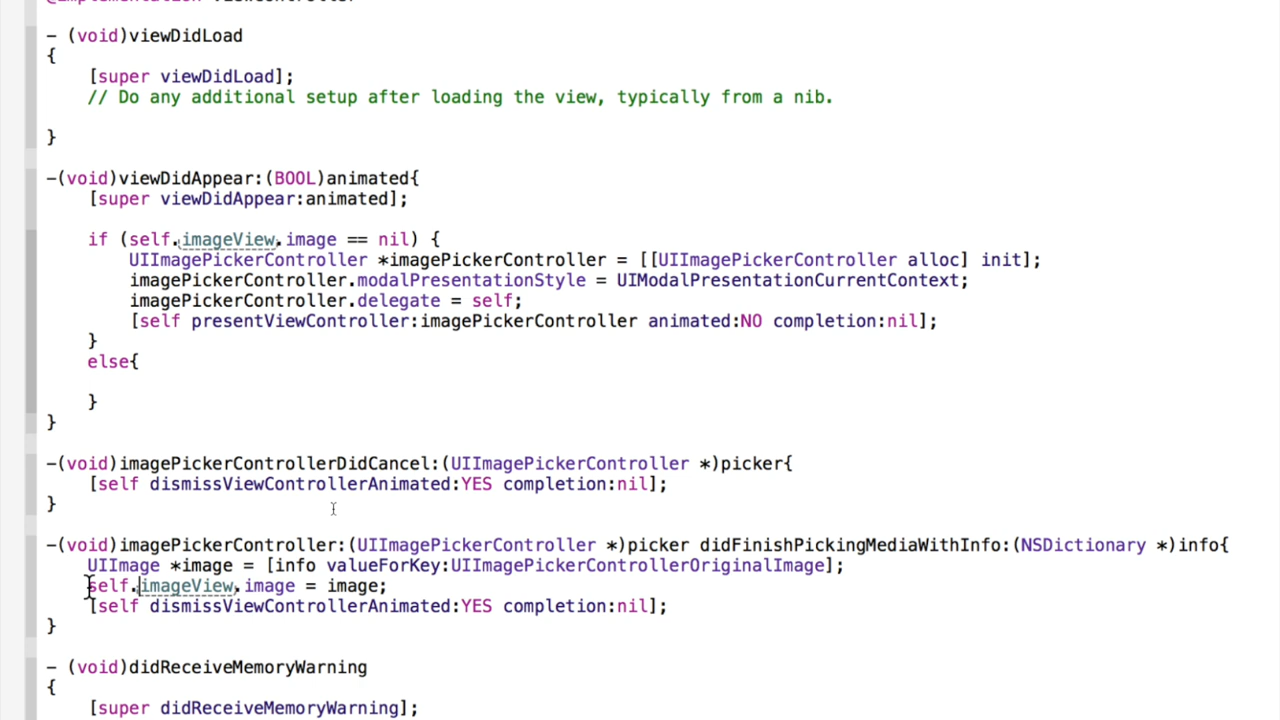 @implementation ViewController
- (void)viewDidLoad
{
[super viewDidLoad];
// Do any additional setup after loading the view, typically from a nib.
}
-(void)viewDidAppear:(BOOL)animated{
[super viewDidAppear:animated];
if (self.imageView.image == nil) {
UIImagePickerController *imagePickerController = [[UIImagePickerController alloc] init];
imagePickerController.modalPresentationStyle = UIModalPresentationCurrentContext;
imagePickerController.delegate = self;
[self presentViewController:imagePickerController animated:NO completion:nil];
}
else{
}
}
-(void)imagePickerControllerDidCancel:(UIImagePickerController *)picker{
[self dismissViewControllerAnimated:YES completion:nil];
}
-(void)imagePickerController:(UIImagePickerController *)picker didFinishPickingMediaWithInfo:(NSDictionary *)info{
UIImage *image = [info valueForKey:UIImagePickerControllerOriginalImage];
self.imageView.image = image;
[self dismissViewControllerAnimated:YES completion:nil];
}
- (void)didReceiveMemoryWarning
{
[super didReceiveMemoryWarning];